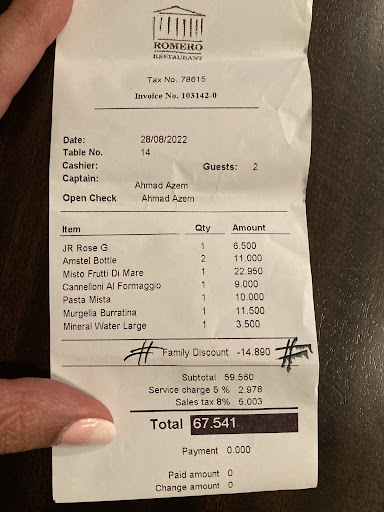 ROMERO
RESTAURANT
Tax No. 78615
Invoice No. 103142-0
Date: 28/08/2022
Table No. 14
Cashier: Guests: 2
Captain: Ahmad Azem
Open Check Ahmad Azem
Item Qty Amount
JR Rose G 1 6.500
Amstel Bottle 2 11.000
Misto Frutti Di Mare 1 22.950
Cannelloni Al Formaggio 1 9.000
Pasta Mista 1 10.000
Murgella Burratina 1 11.500
Mineral Water Large 1 3.500
# Family Discount -14.890 #
Subtotal 59.560
Service charge 5 % 2.978
Sales tax 8% 5.003
Total 67.541
Payment 0.000
Paid amount 0
Change amount 0